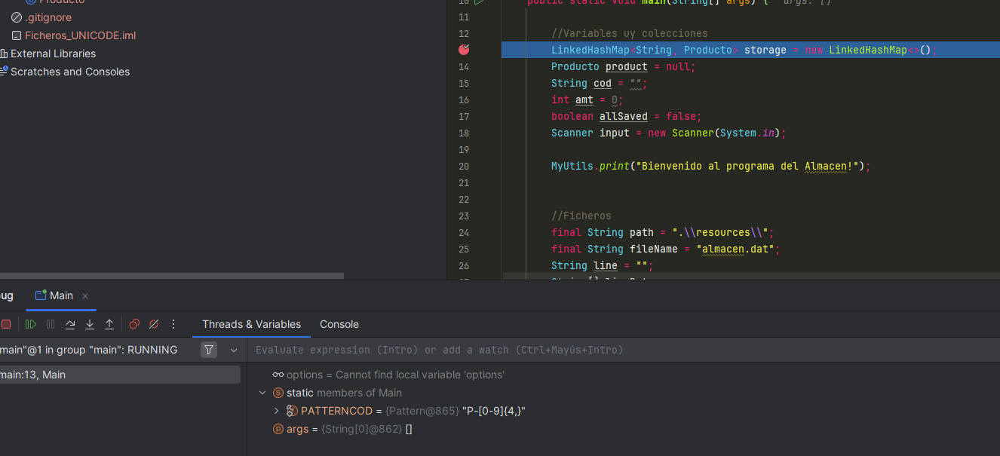 Producto
.gitignore
Ficheros_UNICODE.iml
External Libraries
Scratches and Consoles
10 public static void main(String[] args) { args: []
11
12 //Variables uy colecciones
LinkedHashMap<String, Producto> storage = new LinkedHashMap<>();
14 Producto product = null;
15 String cod = "";
16 int amt = 0;
17 boolean allSaved = false;
18 Scanner input = new Scanner(System.in);
19
20 MyUtils.print("Bienvenido al programa del Almacen!");
21
22
23 //Ficheros
24 final String path = ".\\resources\\";
25 final String fileName = "almacen.dat";
26 String line = "";
ug Main
Threads & Variables Console
main"@1 in group "main": RUNNING
Evaluate expression (Intro) or add a watch (Ctrl+Mayús+Intro)
main:13, Main
options = Cannot find local variable 'options'
static members of Main
PATTERNCOD = {Pattern@865} "P-[0-9]{4,}"
args = {String[0]@862} []